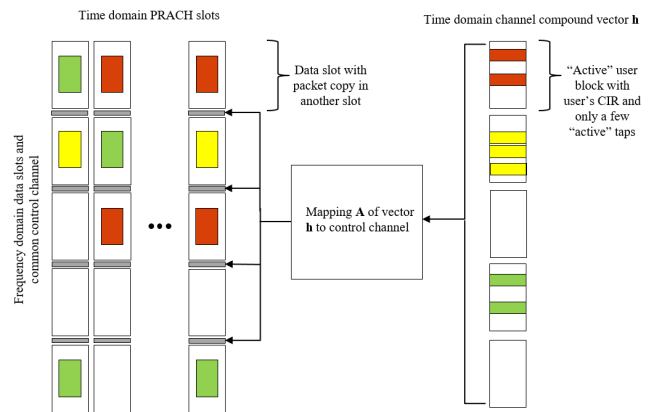 Time domain PRACH slots
Time domain channel compound vector h
Frequency domain data slots and
common control channel
Data slot with
packet copy in
another slot
Mapping A of vector
h to control channel
“Active” user
block with
user’s CIR and
only a few
“active” taps